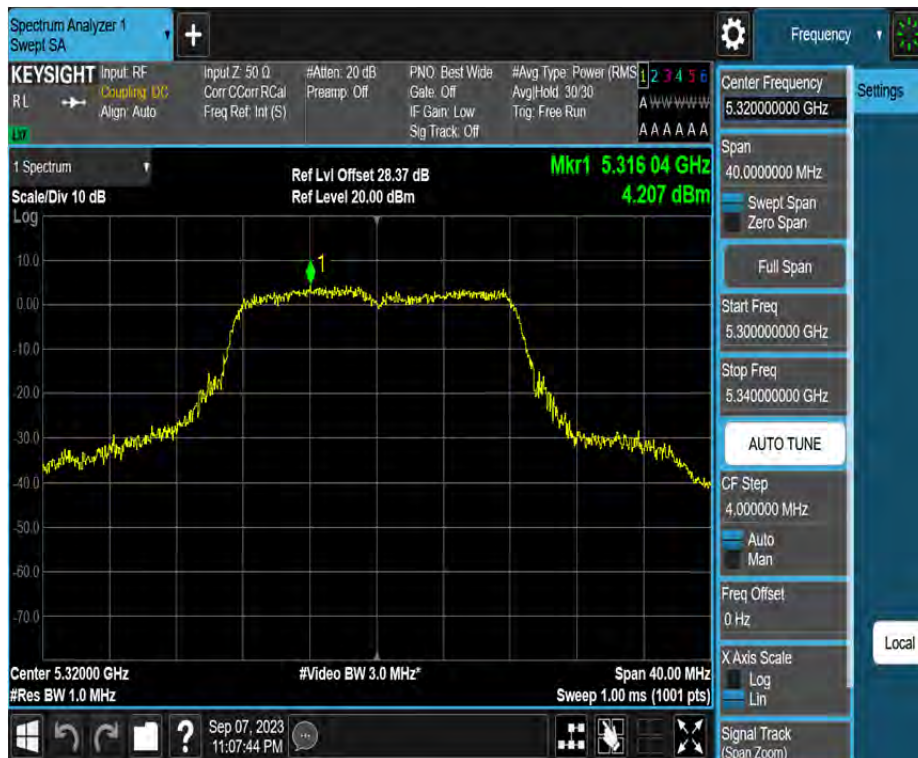 Spectrum Analyzer 1
Swept SA
Frequency
KEYSIGHT
RL
LXI
Input: RF
Coupling: DC
Align: Auto
Input Z: 50 Ω
Corr CCorr RCal
Freq Ref: Int (S)
#Atten: 20 dB
Preamp: Off
PNO: Best Wide
Gate: Off
IF Gain: Low
Sig Track: Off
#Avg Type: Power (RMS
Avg|Hold: 30/30
Trig: Free Run
1 2 3 4 5 6
A W W W W W
A A A A A A
1 Spectrum
Scale/Div 10 dB
Log
Ref Lvl Offset 28.37 dB
Ref Level 20.00 dBm
Mkr1 5.316 04 GHz
4.207 dBm
1
10.0
0.00
-10.0
-20.0
-30.0
-40.0
-50.0
-60.0
-70.0
Center 5.32000 GHz
#Res BW 1.0 MHz
#Video BW 3.0 MHz*
Span 40.00 MHz
Sweep 1.00 ms (1001 pts)
Sep 07, 2023
11:07:44 PM
Center Frequency
5.320000000 GHz
Span
40.0000000 MHz
Swept Span
Zero Span
Full Span
Start Freq
5.300000000 GHz
Stop Freq
5.340000000 GHz
AUTO TUNE
CF Step
4.000000 MHz
Auto
Man
Freq Offset
0 Hz
X Axis Scale
Log
Lin
Signal Track
(Span Zoom)
Settings
Local